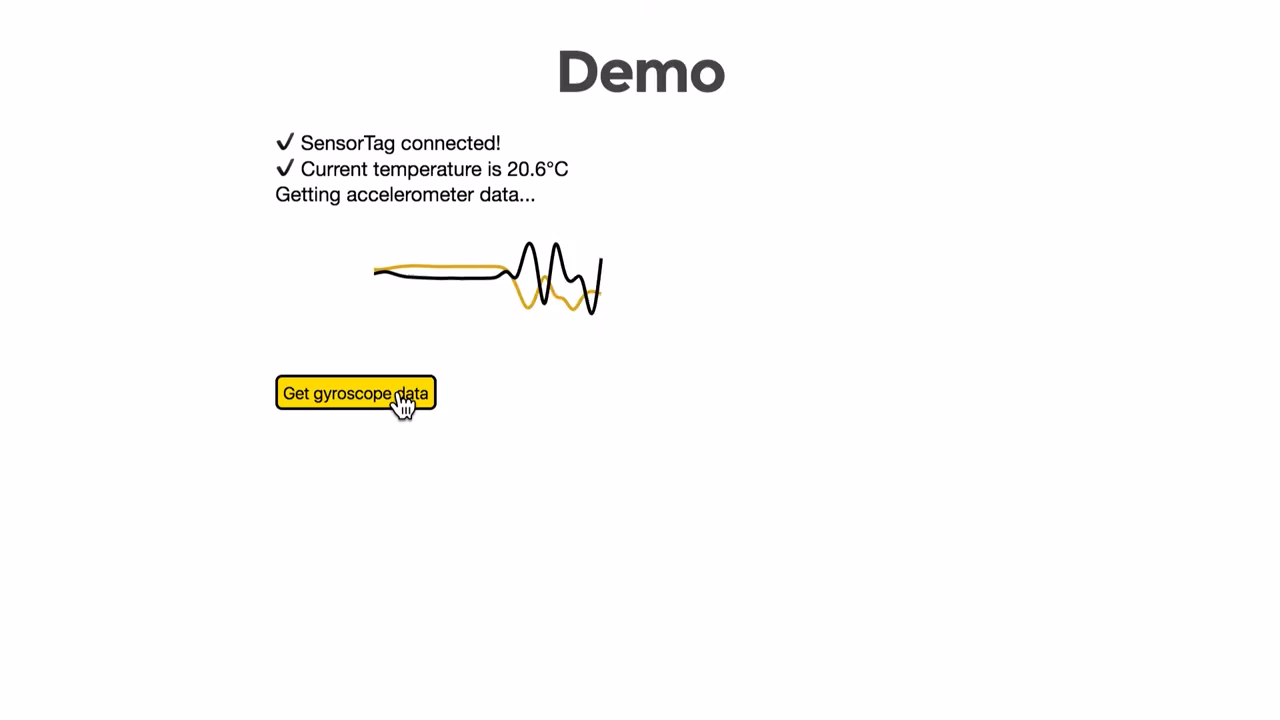 Demo
✓ SensorTag connected!
✓ Current temperature is 20.6°C
Getting accelerometer data...
Get gyroscope data